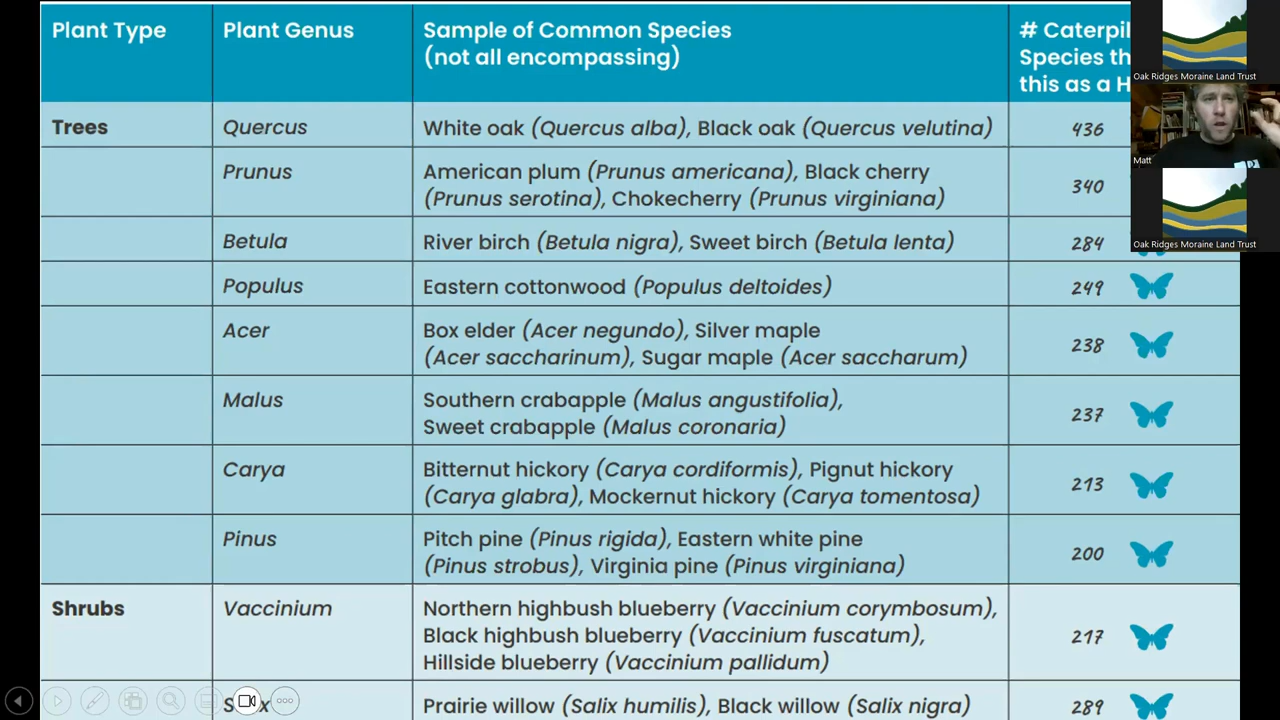 Plant Type
Plant Genus
Sample of Common Species
(not all encompassing)
# Caterpil
Species th
this as a H
Oak Ridges Moraine Land Trust
Matt
Oak Ridges Moraine Land Trust
Trees
Quercus
White oak (Quercus alba), Black oak (Quercus velutina)
436
Prunus
American plum (Prunus americana), Black cherry
(Prunus serotina), Chokecherry (Prunus virginiana)
340
Betula
River birch (Betula nigra), Sweet birch (Betula lenta)
284
Populus
Eastern cottonwood (Populus deltoides)
249
Acer
Box elder (Acer negundo), Silver maple
(Acer saccharinum), Sugar maple (Acer saccharum)
238
Malus
Southern crabapple (Malus angustifolia),
Sweet crabapple (Malus coronaria)
237
Carya
Bitternut hickory (Carya cordiformis), Pignut hickory
(Carya glabra), Mockernut hickory (Carya tomentosa)
213
Pinus
Pitch pine (Pinus rigida), Eastern white pine
(Pinus strobus), Virginia pine (Pinus virginiana)
200
Shrubs
Vaccinium
Northern highbush blueberry (Vaccinium corymbosum),
Black highbush blueberry (Vaccinium fuscatum),
Hillside blueberry (Vaccinium pallidum)
217
Prairie willow (Salix humilis), Black willow (Salix nigra)
289